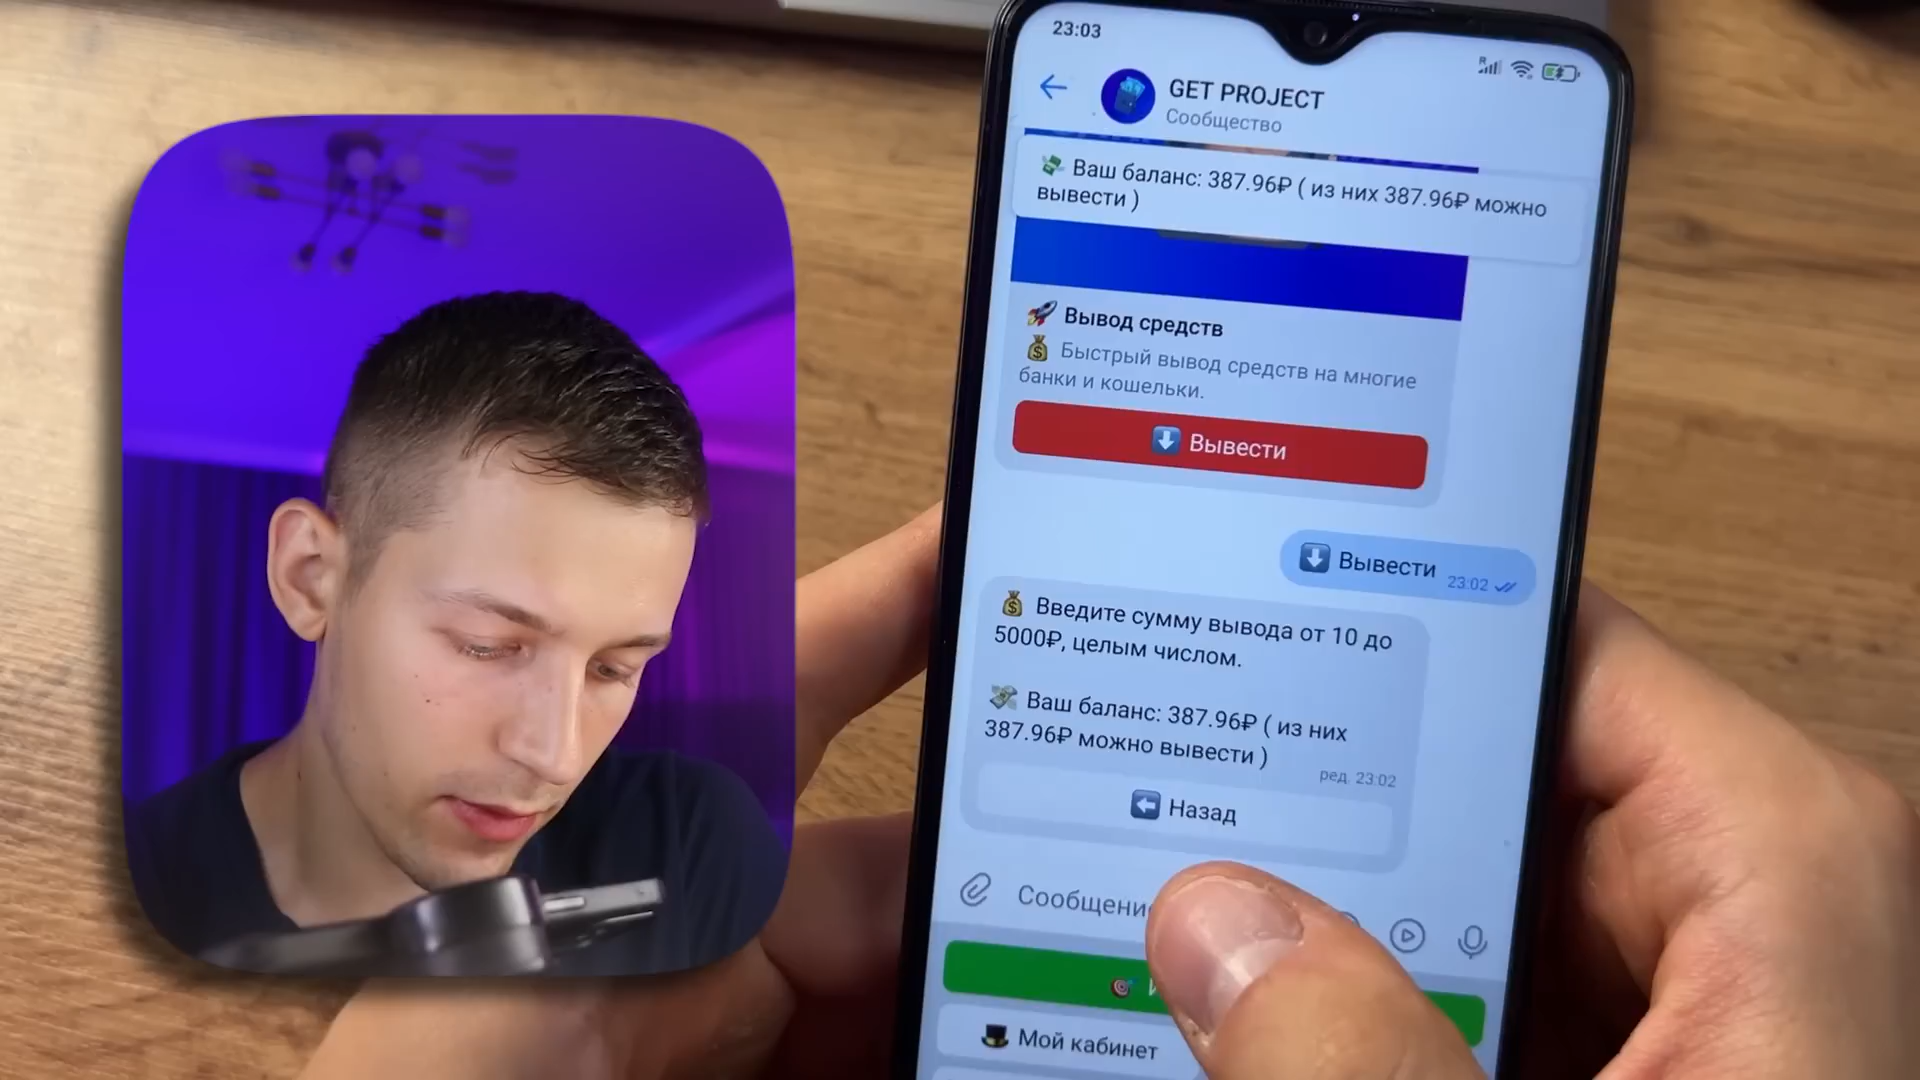 23:03
GET PROJECT
Сообщество
Ваш баланс: 387.96₽ ( из них 387.96₽ можно
вывести )
Вывод средств
Быстрый вывод средств на многие
банки и кошельки.
Вывести
Вывести
23:02
Введите сумму вывода от 10 до
5000₽, целым числом.
Ваш баланс: 387.96₽ ( из них
387.96₽ можно вывести )
ред. 23:02
Назад
Мой кабинет